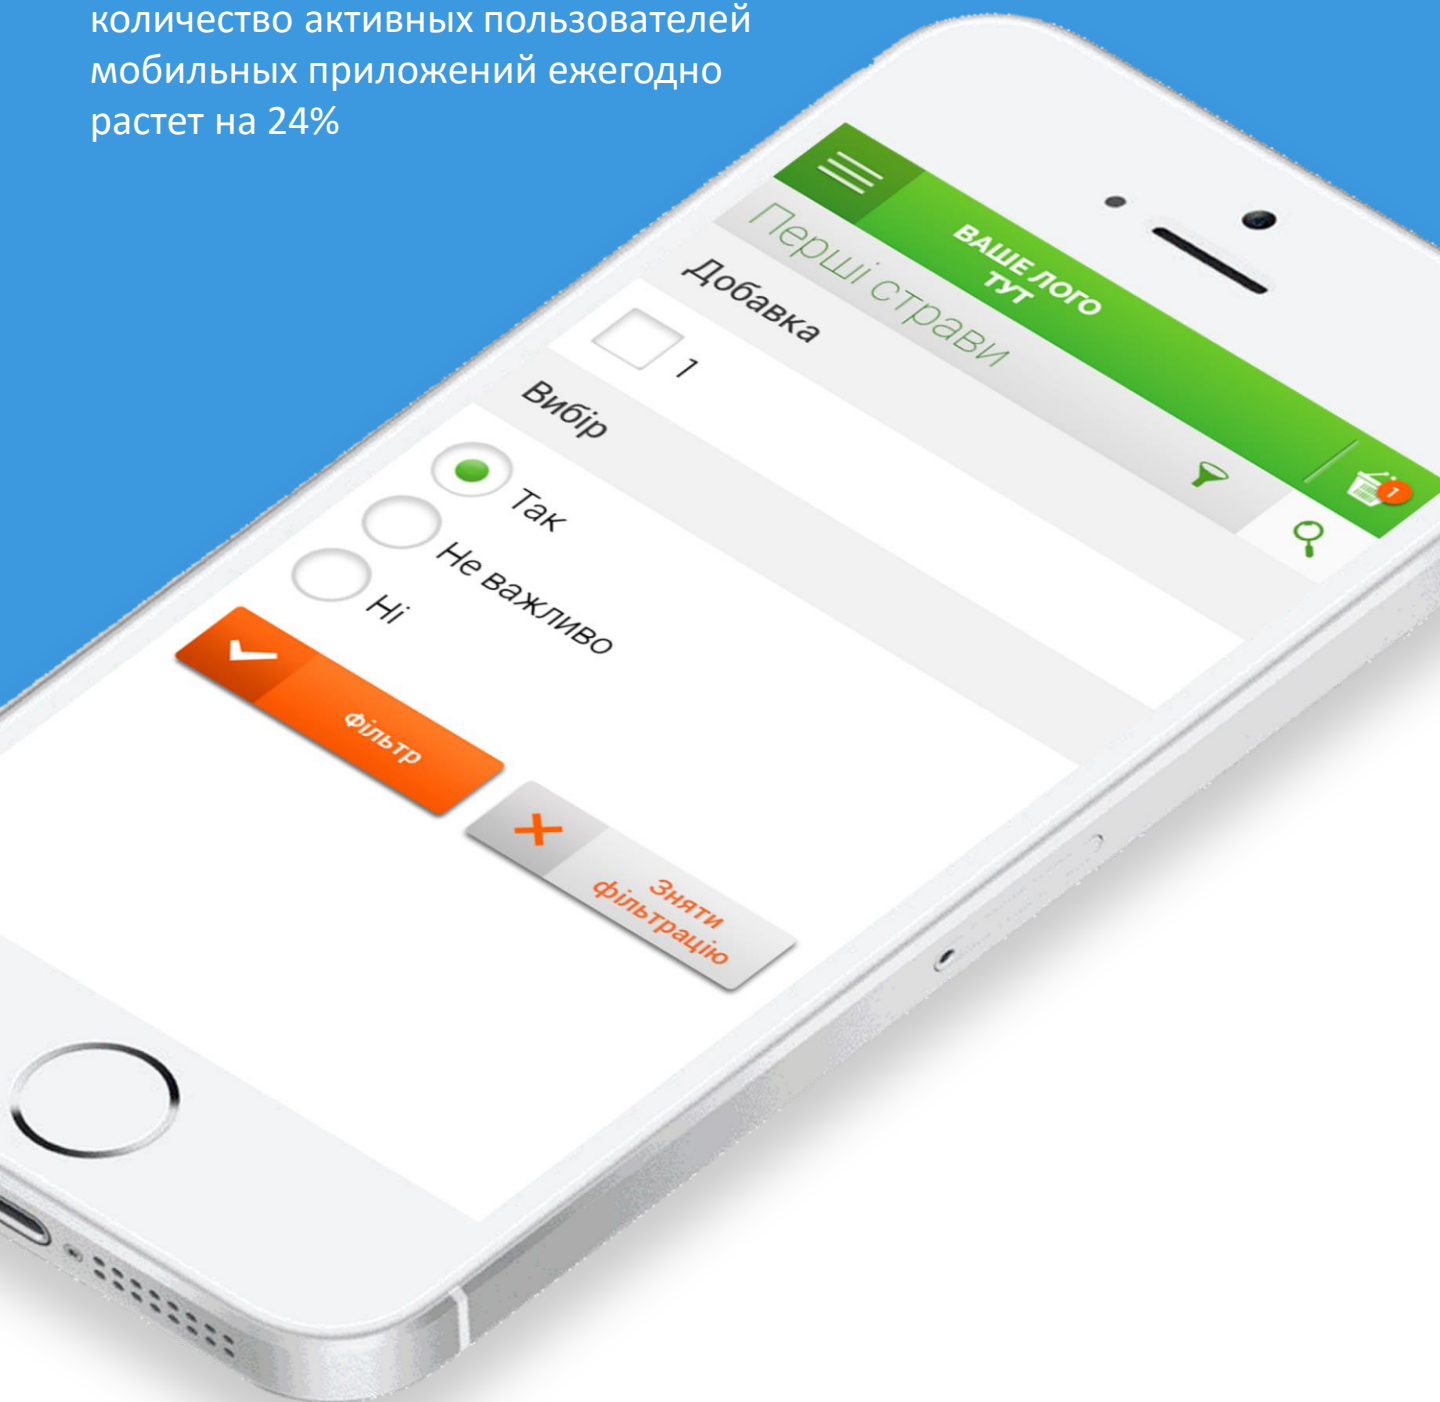 количество активных пользователей
мобильных приложений ежегодно
растет на 24%
ВАШЕ ЛОГО
ТУТ
1
Перші страви
Добавка
1
Вибір
Так
Не важливо
Ні
Фільтр
Зняти
фільтрацію